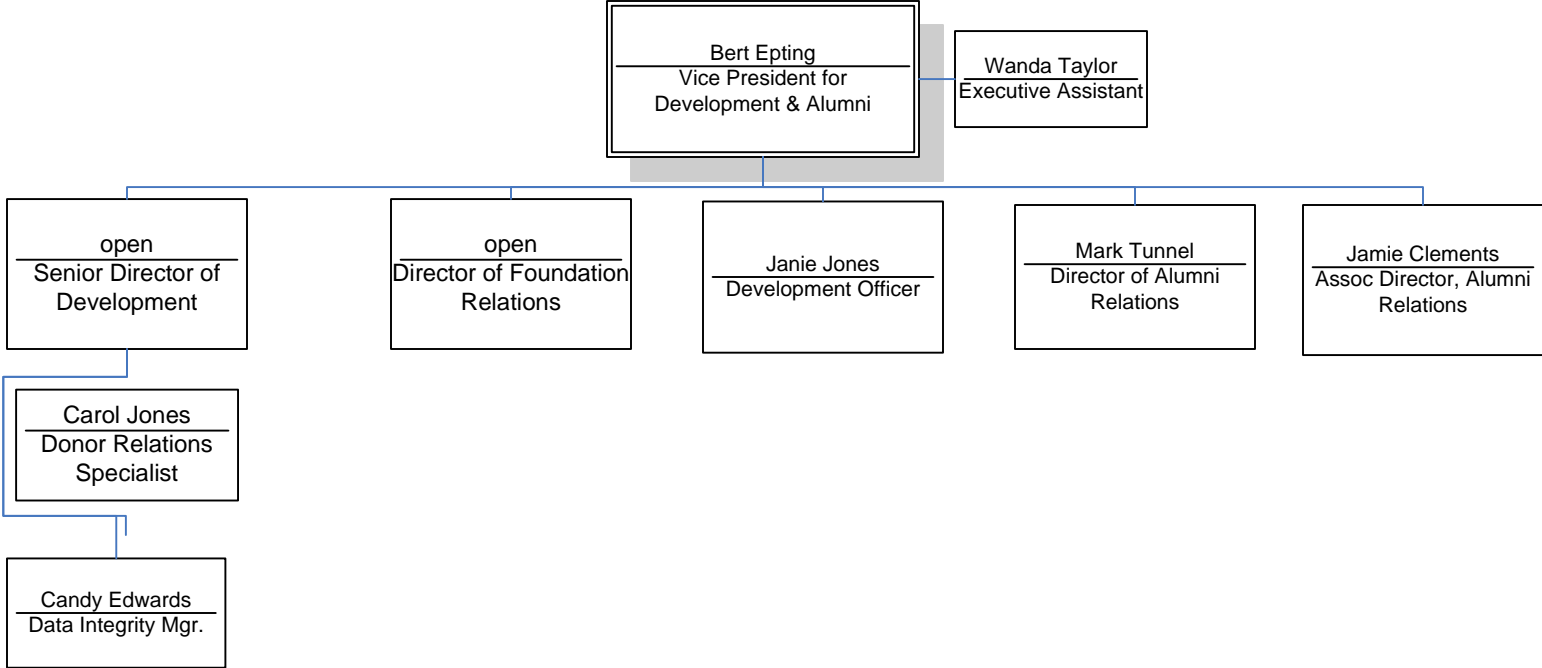 Bert Epting
Vice President for
Development & Alumni
Wanda Taylor
Executive Assistant
open
Senior Director of
Development
open
Director of Foundation
Relations
Janie Jones
Development Officer
Mark Tunnel
Director of Alumni
Relations
Jamie Clements
Assoc Director, Alumni
Relations
Carol Jones
Donor Relations
Specialist
Candy Edwards
Data Integrity Mgr.